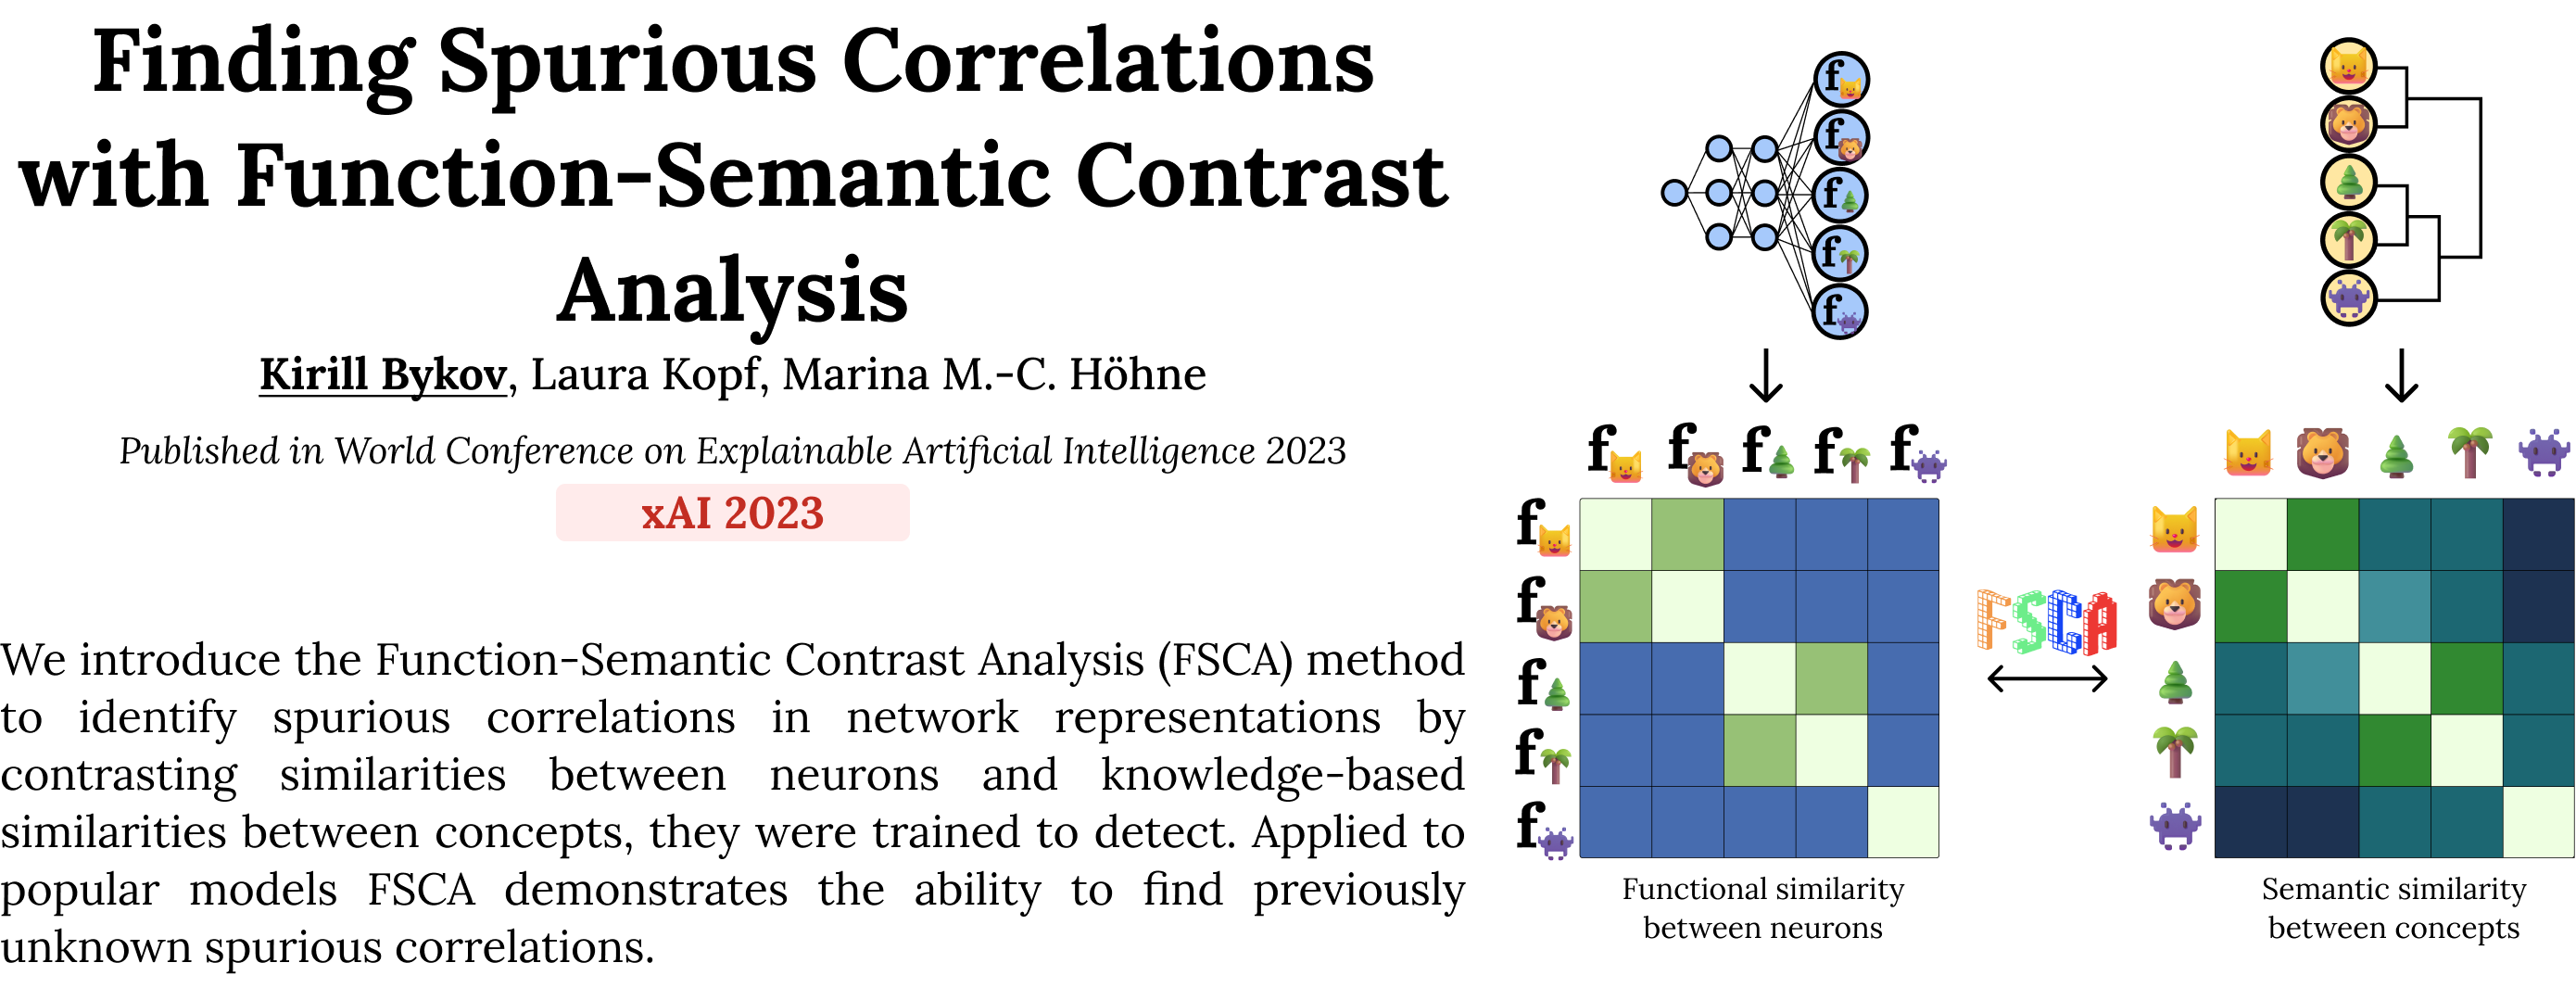 Finding Spurious Correlations
with Function-Semantic Contrast
Analysis
Kirill Bykov, Laura Kopf, Marina M.-C. Höhne
Published in World Conference on Explainable Artificial Intelligence 2023
xAI 2023
We introduce the Function-Semantic Contrast Analysis (FSCA) method
to identify spurious correlations in network representations by
contrasting similarities between neurons and knowledge-based
similarities between concepts, they were trained to detect. Applied to
popular models FSCA demonstrates the ability to find previously
unknown spurious correlations.
f
f
f
f
f
f f f f f
f
f
f
f
f
Functional similarity
between neurons
FSCA
Semantic similarity
between concepts